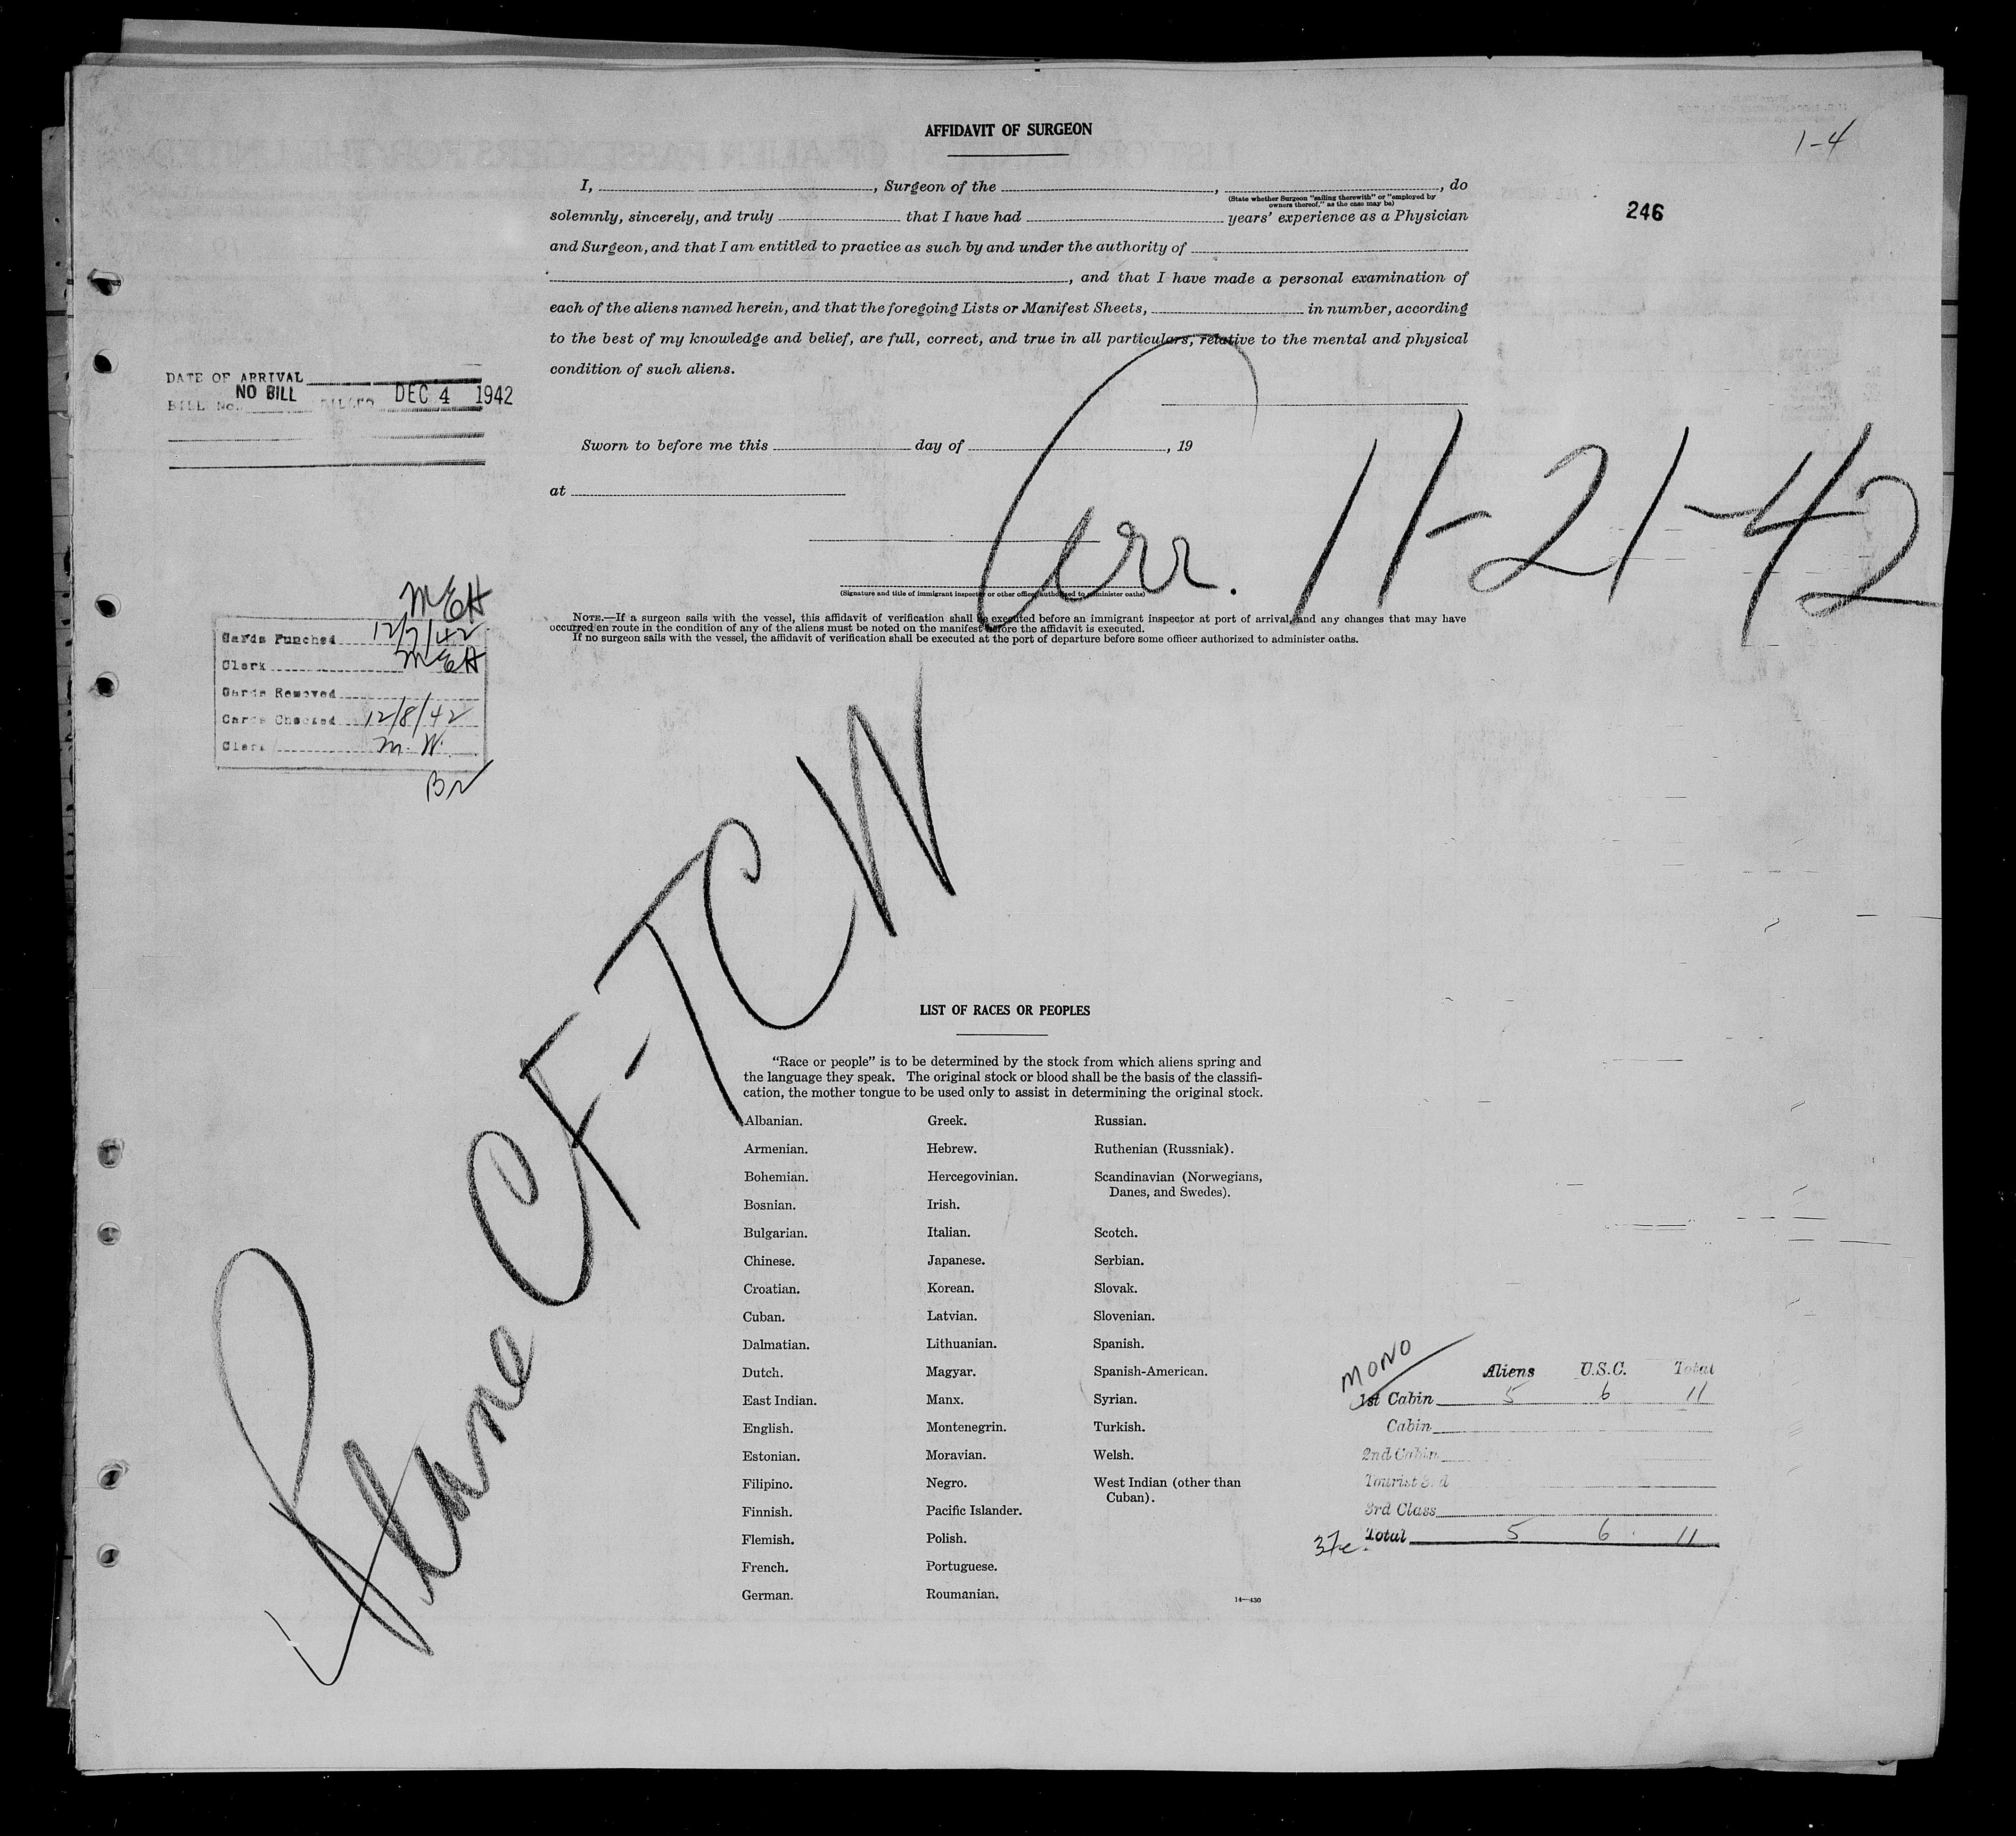 AFFIDAVIT OF SURGEON
1-4
I, , Surgeon of the , , do
(State whether Surgeon "sailing therewith" or "employed by
owners thereof," as the case may be)
246
solemnly, sincerely, and truly that I have had years' experience as a Physician
and Surgeon, and that I am entitled to practice as such by and under the authority of
, and that I have made a personal examination of
each of the aliens named herein, and that the foregoing Lists or Manifest Sheets, in number, according
to the best of my knowledge and belief, are full, correct, and true in all particulars, relative to the mental and physical
condition of such aliens.
DATE OF ARRIVAL
NO BILL
BILL No. BILLED DEC 4 1942
Sworn to before me this day of , 19
at
Arr. 11-21-42
(Signature and title of immigrant inspector or other officer authorized to administer oaths)
NOTE.—If a surgeon sails with the vessel, this affidavit of verification shall be executed before an immigrant inspector at port of arrival, and any changes that may have
occurred en route in the condition of any of the aliens must be noted on the manifest before the affidavit is executed.
If no surgeon sails with the vessel, the affidavit of verification shall be executed at the port of departure before some officer authorized to administer oaths.
MEH
Cards Punched 12/7/42
Clerk MEH
Cards Removed
Cards Checked 12/8/42
Clerk M. W.
Plane CF-TCW
LIST OF RACES OR PEOPLES
"Race or people" is to be determined by the stock from which aliens spring and
the language they speak. The original stock or blood shall be the basis of the classifi-
cation, the mother tongue to be used only to assist in determining the original stock.
Albanian.
Armenian.
Bohemian.
Bosnian.
Bulgarian.
Chinese.
Croatian.
Cuban.
Dalmatian.
Dutch.
East Indian.
English.
Estonian.
Filipino.
Finnish.
Flemish.
French.
German.
Greek.
Hebrew.
Hercegovinian.
Irish.
Italian.
Japanese.
Korean.
Latvian.
Lithuanian.
Magyar.
Manx.
Montenegrin.
Moravian.
Negro.
Pacific Islander.
Polish.
Portuguese.
Roumanian.
Russian.
Ruthenian (Russniak).
Scandinavian (Norwegians,
Danes, and Swedes).
Scotch.
Serbian.
Slovak.
Slovenian.
Spanish.
Spanish-American.
Syrian.
Turkish.
Welsh.
West Indian (other than
Cuban).
14—430
MONO
Aliens U.S.C. Total
1st Cabin 5 6 11
Cabin
2nd Cabin
Tourist 3rd
3rd Class
Total 5 6 11